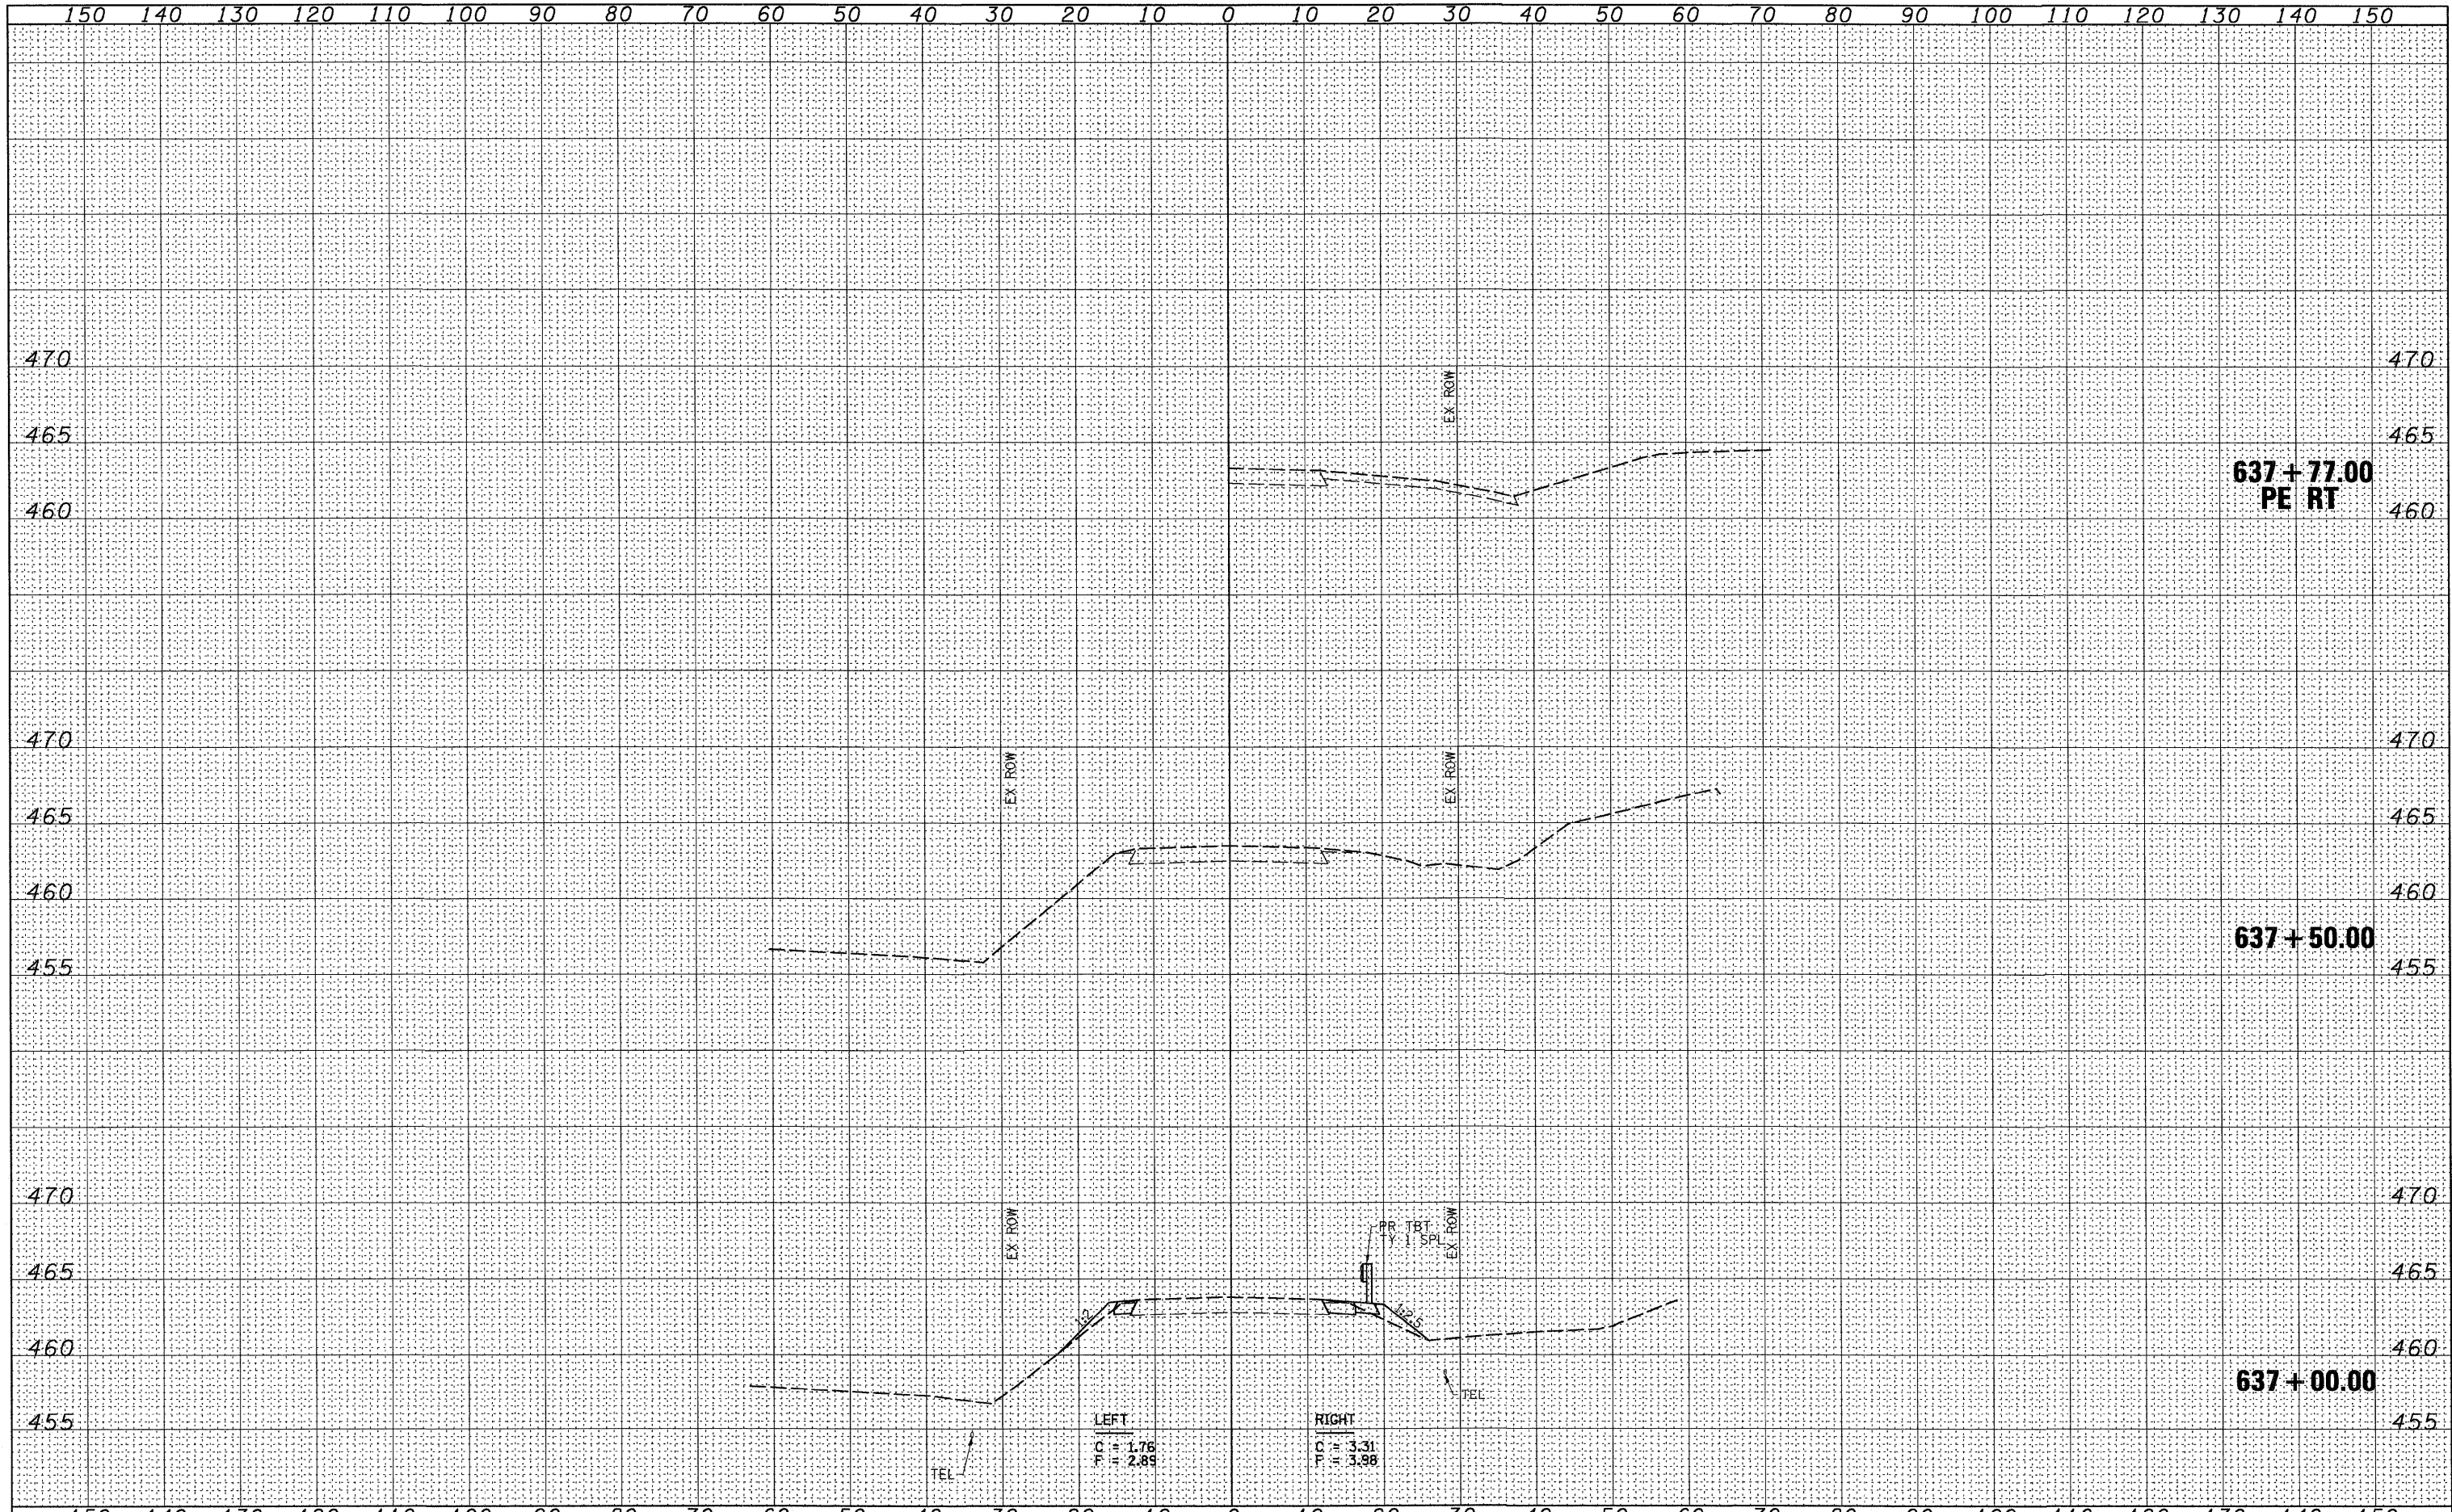 150 140 130 120 110 100 90 80 70 60 50 40 30 20 10 0 10 20 30 40 50 60 70 80 90 100 110 120 130 140 150
470 470
EX ROW
465 465
637 + 77.00
PE RT
460 460
470 470
EX ROW EX ROW
465 465
460 460
637 + 50.00
455 455
470 470
EX ROW EX ROW
PR TBT
TY 1 SPL
465 465
1:2 1:2.5
460 460
637 + 00.00
TEL
455 455
LEFT RIGHT
C = 1.76 C = 3.31
F = 2.89 F = 3.98
TEL